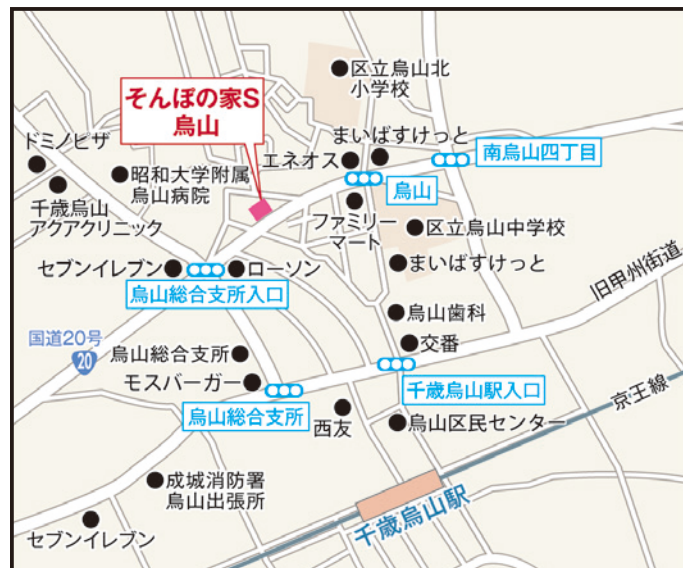 区立烏山北
小学校
そんぽの家S
烏山
まいばすけっと
ドミノピザ
エネオス
南烏山四丁目
昭和大学附属
烏山病院
烏山
千歳烏山
アクアクリニック
ファミリー
マート
区立烏山中学校
セブンイレブン
ローソン
まいばすけっと
烏山総合支所入口
旧甲州街道
烏山歯科
国道20号
20
交番
烏山総合支所
モスバーガー
千歳烏山駅入口
烏山総合支所
京王線
西友
烏山区民センター
成城消防署
烏山出張所
千歳烏山駅
セブンイレブン